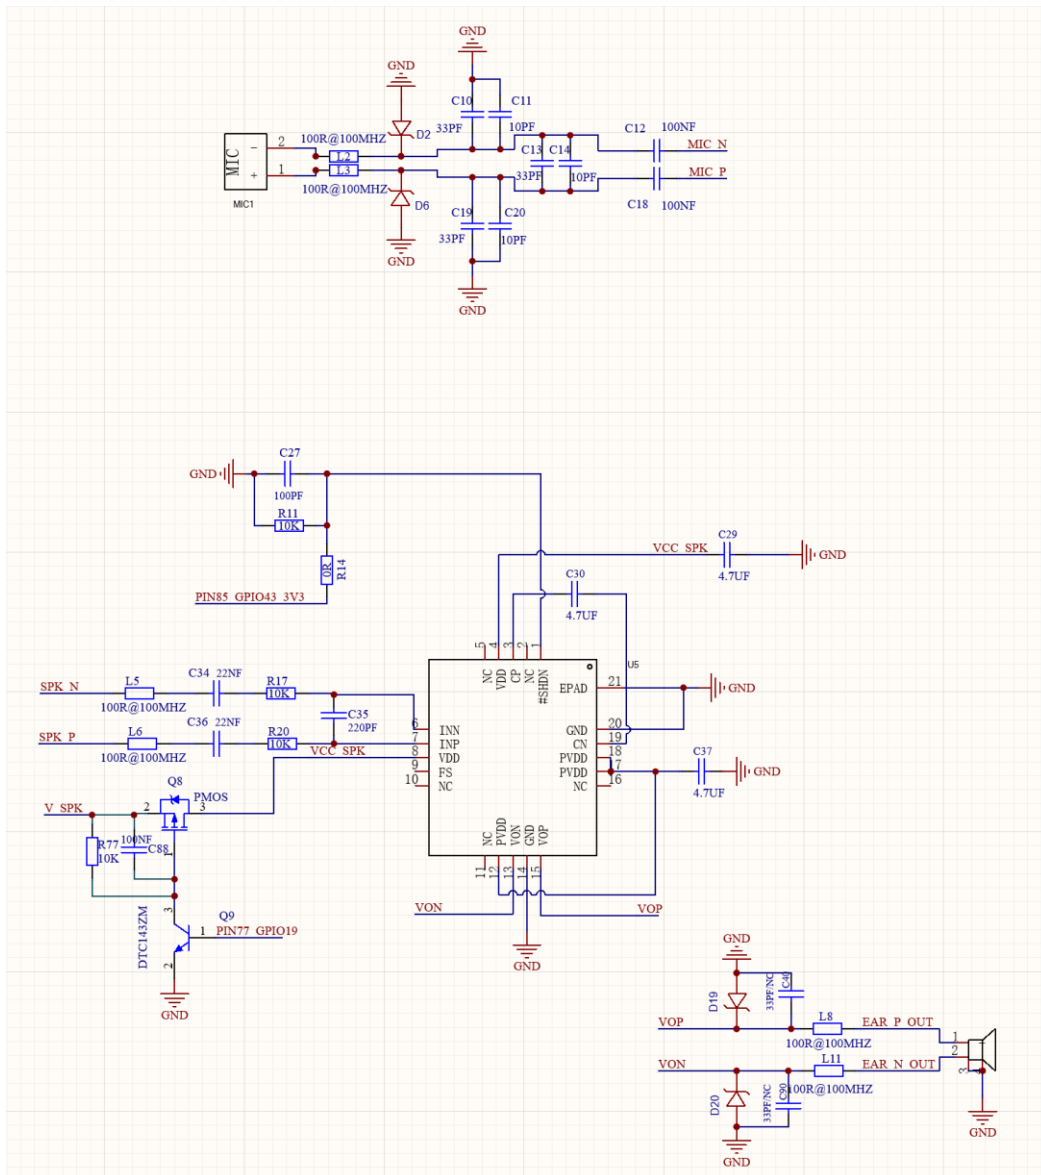 GND
GND
C10
C11
33PF
10PF
D2
C12
100NF
MIC_N
100R@100MHZ
MIC
2
-
L2
C13
C14
1
+
L3
33PF
10PF
MIC_P
100R@100MHZ
C18
100NF
MIC1
D6
C19
C20
33PF
10PF
GND
GND
C27
GND
100PF
R11
10K
0R
R14
PIN85_GPIO43_3V3
VCC_SPK
C29
GND
4.7UF
C30
4.7UF
5
4
3
2
1
NC
VDD
CP
NC
#SHDN
U5
SPK_N
L5
100R@100MHZ
C34
22NF
R17
10K
C35
220PF
SPK_P
L6
100R@100MHZ
C36
22NF
R20
10K
VCC_SPK
6
INN
7
INP
8
VDD
9
FS
10
NC
EPAD
21
GND
GND
20
CN
19
PVDD
18
PVDD
17
NC
16
C37
GND
4.7UF
Q8
PMOS
V_SPK
2
3
1
R77
10K
100NF
C88
NC
PVDD
VON
GND
VOP
11
12
13
14
15
VON
VOP
GND
DTC143ZM
3
Q9
1
PIN77_GPIO19
2
GND
GND
D19
33PF/NC
C40
VOP
L8
EAR_P_OUT
100R@100MHZ
1
2
3
VON
L11
EAR_N_OUT
100R@100MHZ
D20
33PF/NC
C90
GND
GND